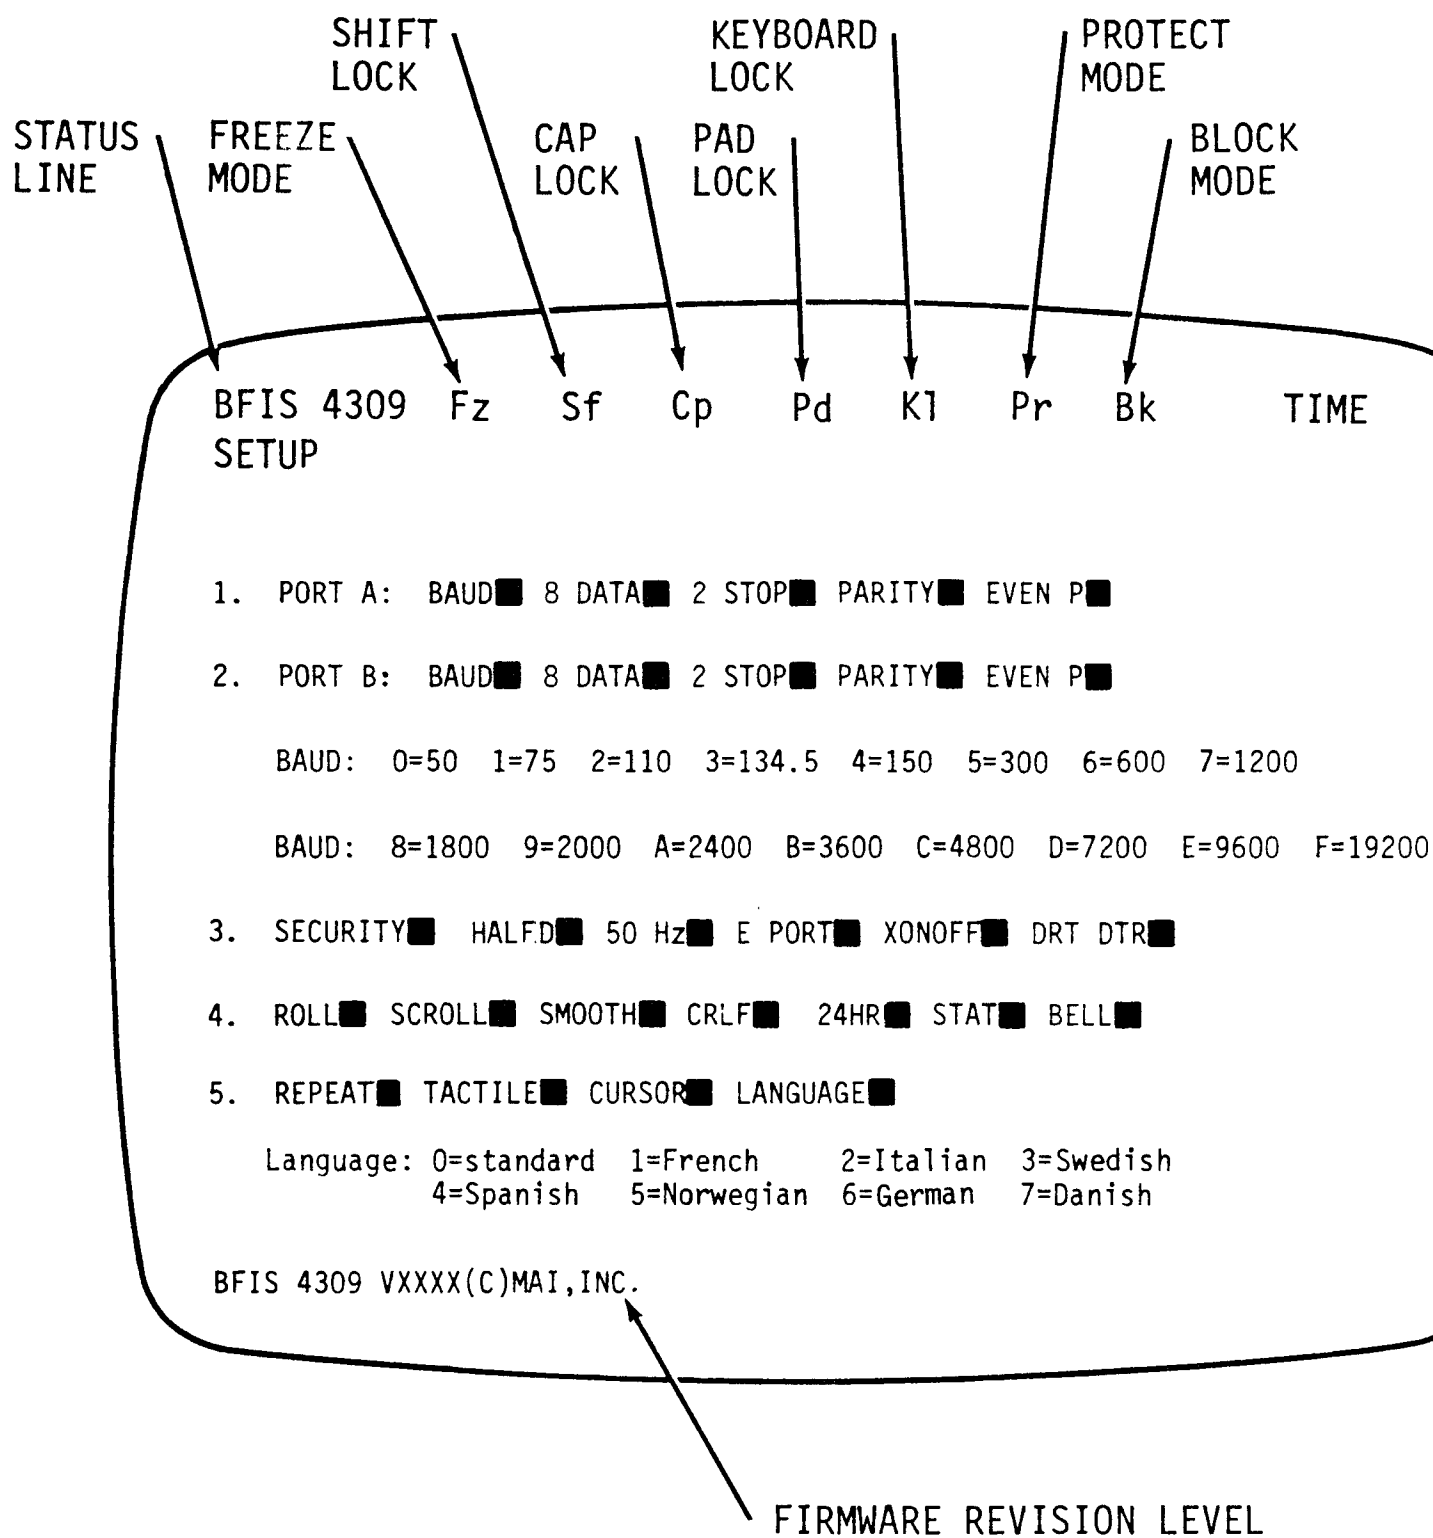 SHIFT LOCK
KEYBOARD LOCK
PROTECT MODE
STATUS LINE
FREEZE MODE
CAP LOCK
PAD LOCK
BLOCK MODE
BFIS 4309 Fz Sf Cp Pd Kl Pr Bk TIME
SETUP
1. PORT A: BAUD■ 8 DATA■ 2 STOP■ PARITY■ EVEN P■
2. PORT B: BAUD■ 8 DATA■ 2 STOP■ PARITY■ EVEN P■
BAUD: 0=50 1=75 2=110 3=134.5 4=150 5=300 6=600 7=1200
BAUD: 8=1800 9=2000 A=2400 B=3600 C=4800 D=7200 E=9600 F=19200
3. SECURITY■ HALF.D■ 50 Hz■ E PORT■ XONOFF■ DRT DTR■
4. ROLL■ SCROLL■ SMOOTH■ CRLF■ 24HR■ STAT■ BELL■
5. REPEAT■ TACTILE■ CURSOR■ LANGUAGE■
Language: 0=standard 1=French 2=Italian 3=Swedish
4=Spanish 5=Norwegian 6=German 7=Danish
BFIS 4309 VXXXX(C)MAI,INC.
FIRMWARE REVISION LEVEL